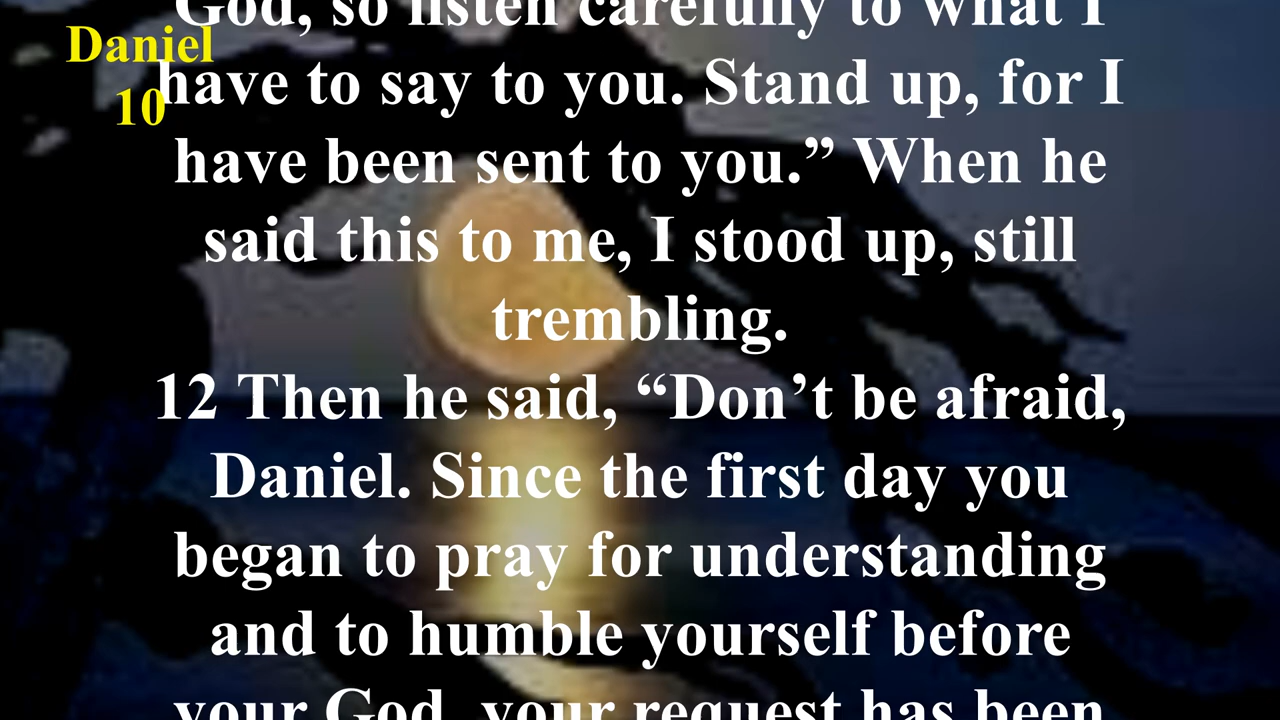 Daniel
10
God, so listen carefully to what I
have to say to you. Stand up, for I
have been sent to you.” When he
said this to me, I stood up, still
trembling.
12 Then he said, “Don’t be afraid,
Daniel. Since the first day you
began to pray for understanding
and to humble yourself before
your God, your request has been